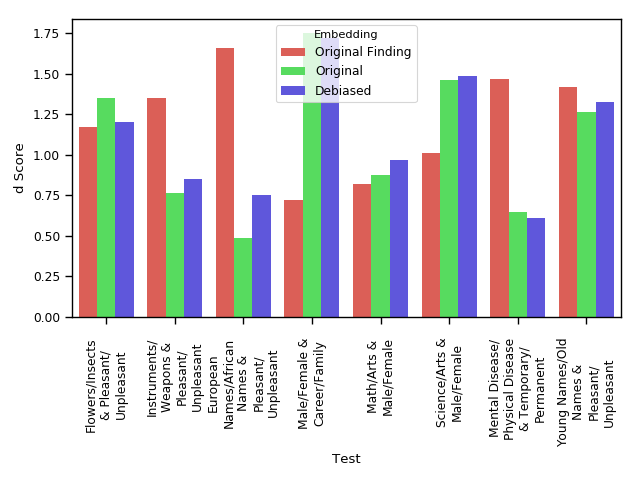 Embedding
Original Finding
Original
Debiased
d Score
1.75
1.50
1.25
1.00
0.75
0.50
0.25
0.00
Flowers/Insects
& Pleasant/
Unpleasant
Instruments/
Weapons &
Pleasant/
Unpleasant
European
Names/African
Names &
Pleasant/
Unpleasant
Male/Female &
Career/Family
Math/Arts &
Male/Female
Science/Arts &
Male/Female
Mental Disease/
Physical Disease
& Temporary/
Permanent
Young Names/Old
Names &
Pleasant/
Unpleasant
Test